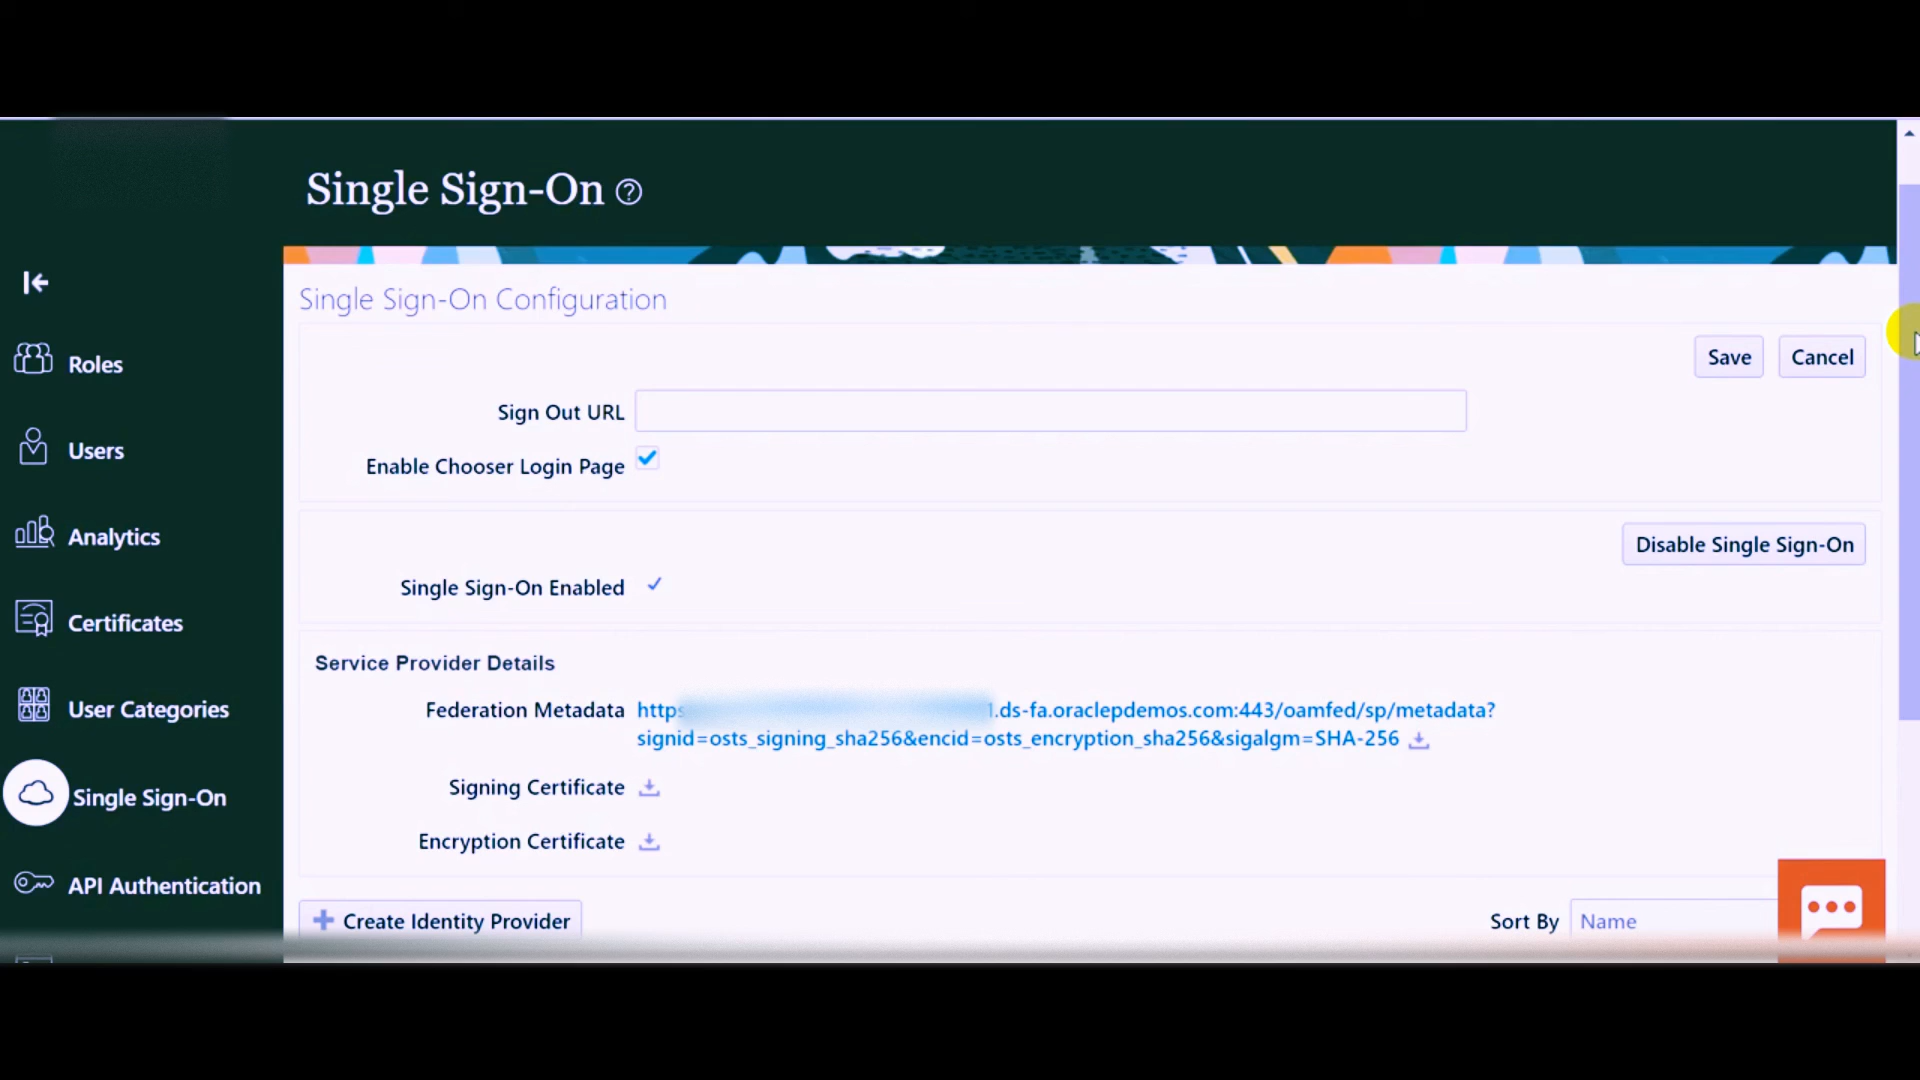 Single Sign-On ?
Single Sign-On Configuration
Save
Cancel
Sign Out URL
Enable Chooser Login Page
Disable Single Sign-On
Single Sign-On Enabled
Service Provider Details
Federation Metadata https .ds-fa.oraclepdemos.com:443/oamfed/sp/metadata?
signid=osts_signing_sha256&encid=osts_encryption_sha256&sigalgm=SHA-256
Signing Certificate
Encryption Certificate
Create Identity Provider
Sort By Name
Roles
Users
Analytics
Certificates
User Categories
Single Sign-On
API Authentication